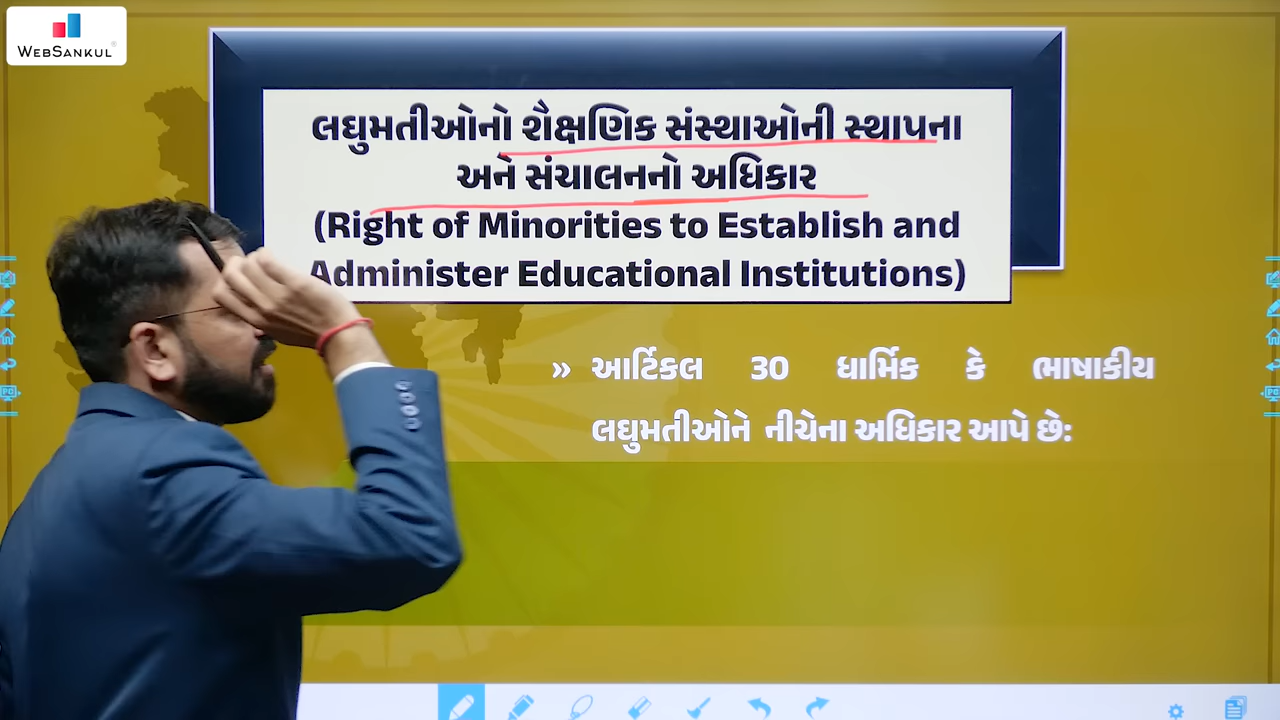 WEBSANKUL
લઘુમતીઓનો શૈક્ષણિક સંસ્થાઓની સ્થાપના
અને સંચાલનનો અધિકાર
(Right of Minorities to Establish and
Administer Educational Institutions)
» આર્ટિકલ 30 ધાર્મિક કે ભાષાકીય
લઘુમતીઓને નીચેના અધિકાર આપે છે: